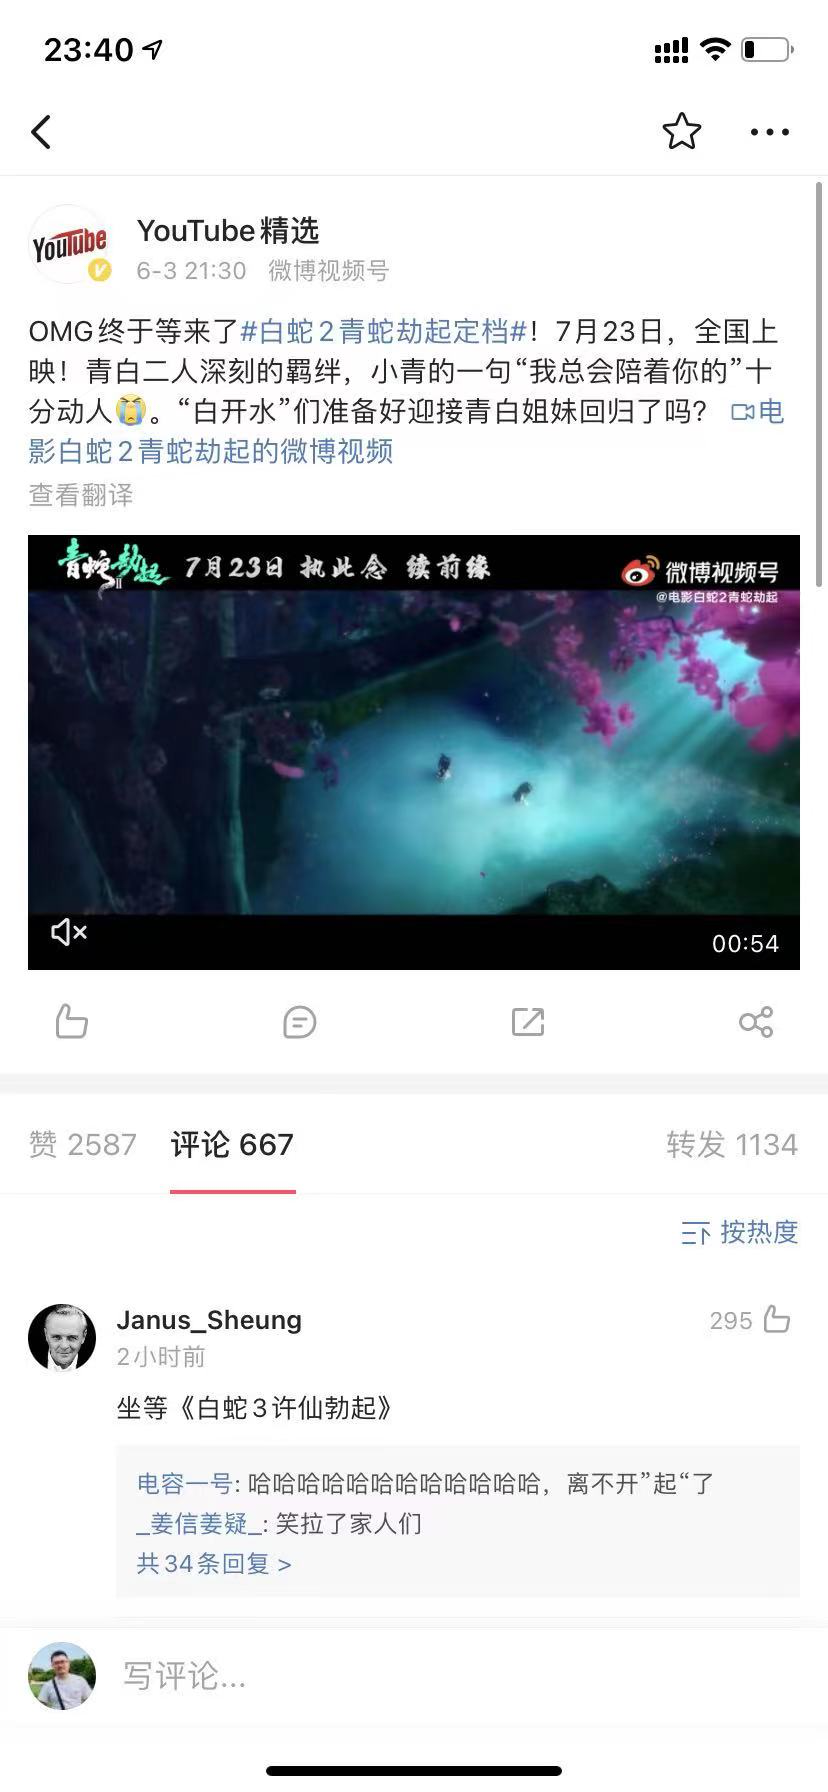 23:40
YouTube
YouTube精选
6-3 21:30 微博视频号
OMG终于等来了#白蛇2青蛇劫起定档#！7月23日，全国上
映！青白二人深刻的羁绊，小青的一句“我总会陪着你的”十
分动人😭。“白开水”们准备好迎接青白姐妹回归了吗？ 电
影白蛇2青蛇劫起的微博视频
查看翻译
青蛇劫起 II 7月23日 执此念 续前缘
微博视频号
@电影白蛇2青蛇劫起
00:54
赞 2587 评论 667 转发 1134
按热度
Janus_Sheung 295
2小时前
坐等《白蛇3许仙勃起》
电容一号: 哈哈哈哈哈哈哈哈哈哈哈哈，离不开”起“了
_姜信姜疑_: 笑拉了家人们
共34条回复 >
写评论...